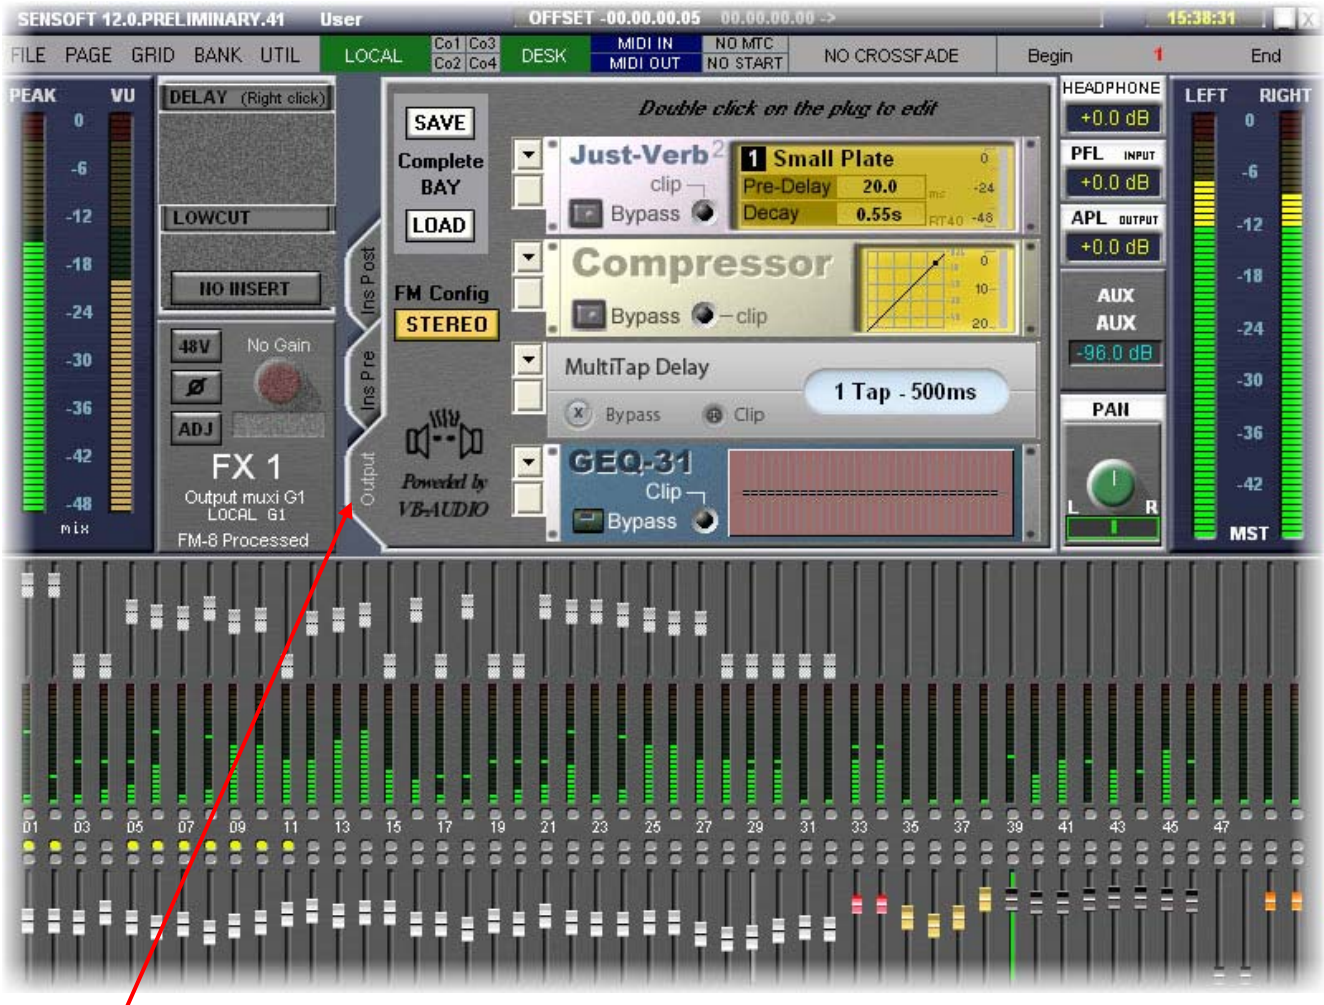 SENSOFT 12.0.PRELIMINARY.41 User OFFSET -00.00.00.05 00.00.00.00 -> 15:38:31 _ X
FILE PAGE GRID BANK UTIL LOCAL Co1 Co3 DESK MIDI IN NO MTC NO CROSSFADE Begin 1 End
Co2 Co4 MIDI OUT NO START
PEAK VU
0
-6
-12
-18
-24
-30
-36
-42
-48
mix
DELAY (Right click)
LOWCUT
NO INSERT
48V No Gain
Ø
ADJ
FX 1
Output muxi G1
LOCAL G1
FM-8 Processed
Ins Post
Ins Pre
Output
SAVE
Complete
BAY
LOAD
FM Config
STEREO
Poweded by
VB-AUDIO
Double click on the plug to edit
Just-Verb2
clip
Bypass
1 Small Plate 0
Pre-Delay 20.0 ms -24
Decay 0.55s RT40 -48
Compressor
Bypass clip
0
10
20
MultiTap Delay
X Bypass Clip
1 Tap - 500ms
GEQ-31
Clip
Bypass
HEADPHONE
+0.0 dB
PFL INPUT
+0.0 dB
APL OUTPUT
+0.0 dB
AUX
AUX
-96.0 dB
PAN
L R
LEFT RIGHT
0
-6
-12
-18
-24
-30
-36
-42
MST
01 03 05 07 09 11 13 15 17 19 21 23 25 27 29 31 33 35 37 39 41 43 45 47